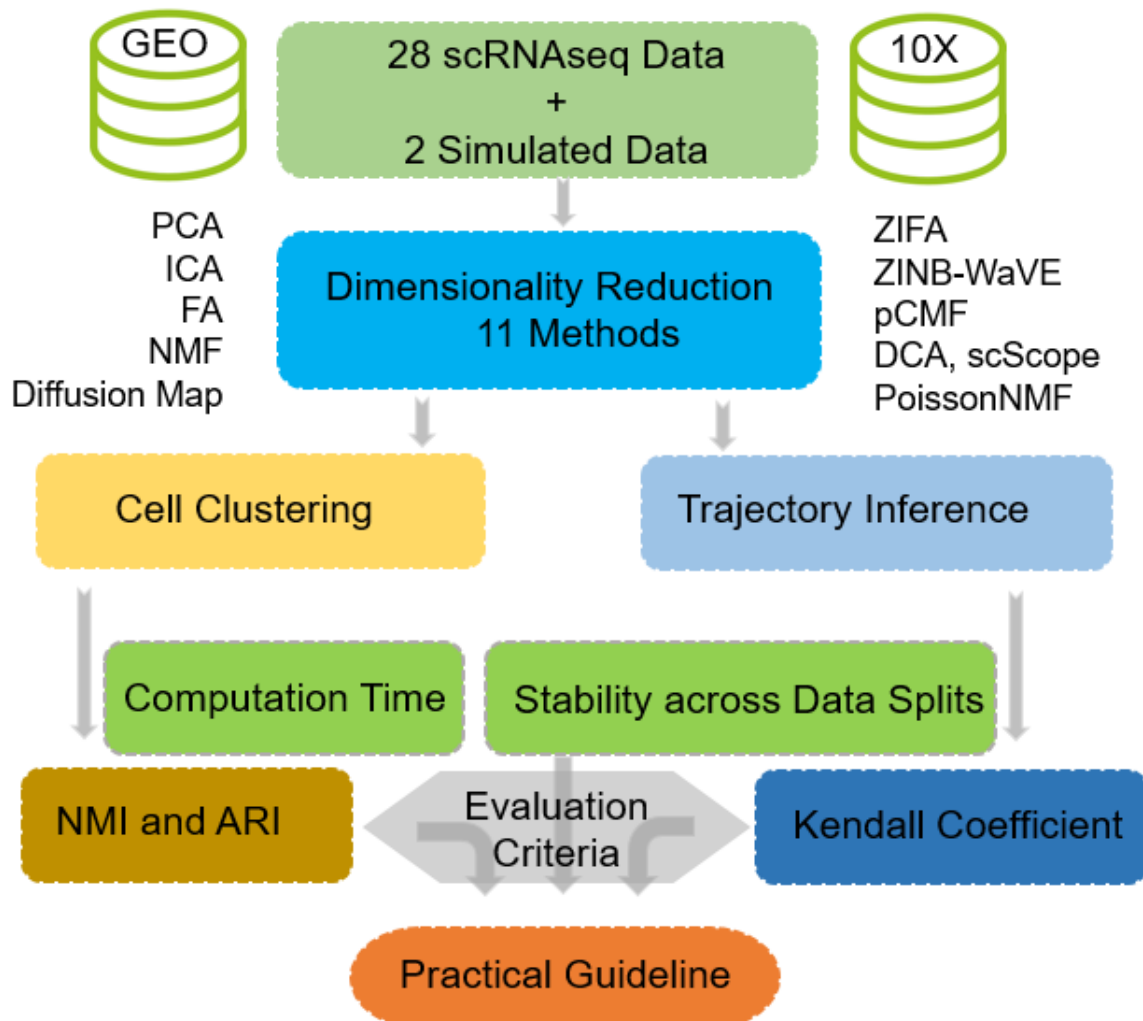 GEO
28 scRNAseq Data
+
2 Simulated Data
10X
PCA
ICA
FA
NMF
Diffusion Map
Dimensionality Reduction
11 Methods
ZIFA
ZINB-WaVE
pCMF
DCA, scScope
PoissonNMF
Cell Clustering
Trajectory Inference
Computation Time
Stability across Data Splits
NMI and ARI
Evaluation
Criteria
Kendall Coefficient
Practical Guideline